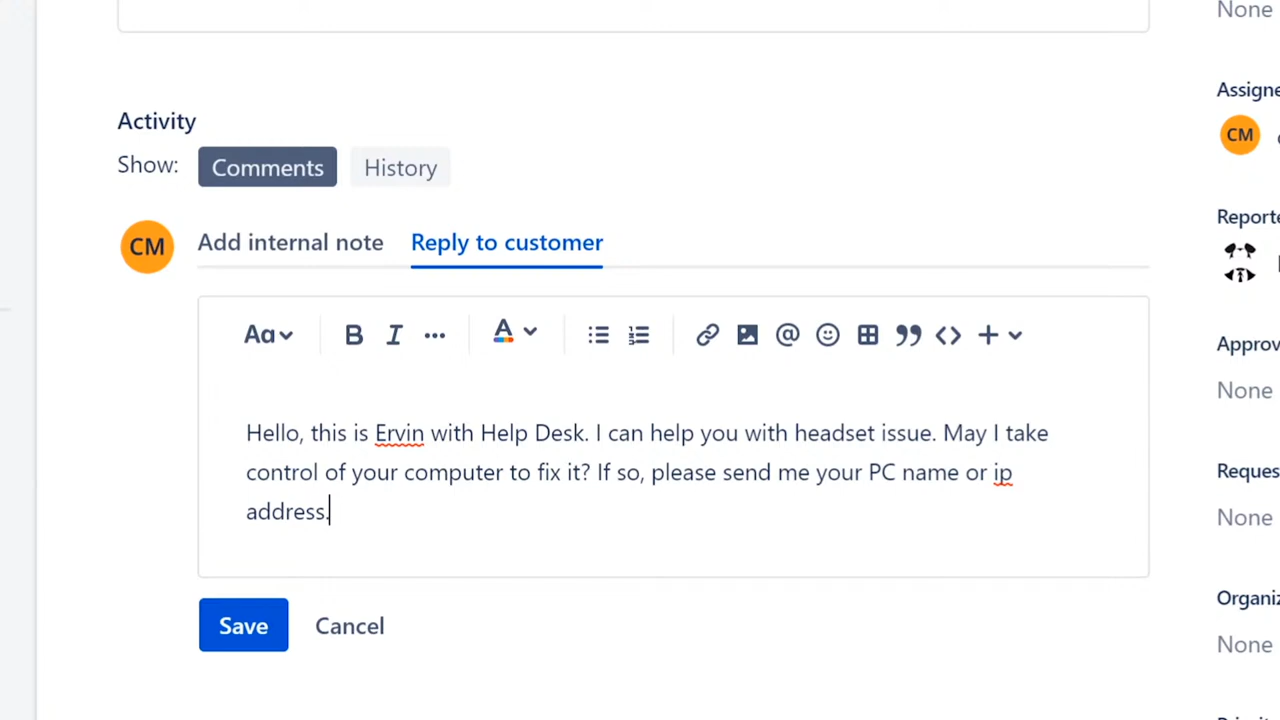 None
Activity
Assigne
Show: Comments History
CM
CM Add internal note Reply to customer
Reporte
Aa B I ... A @ + 
Hello, this is Ervin with Help Desk. I can help you with headset issue. May I take
control of your computer to fix it? If so, please send me your PC name or ip
address.
Approv
None
Reques
None
Organiz
Save Cancel
None